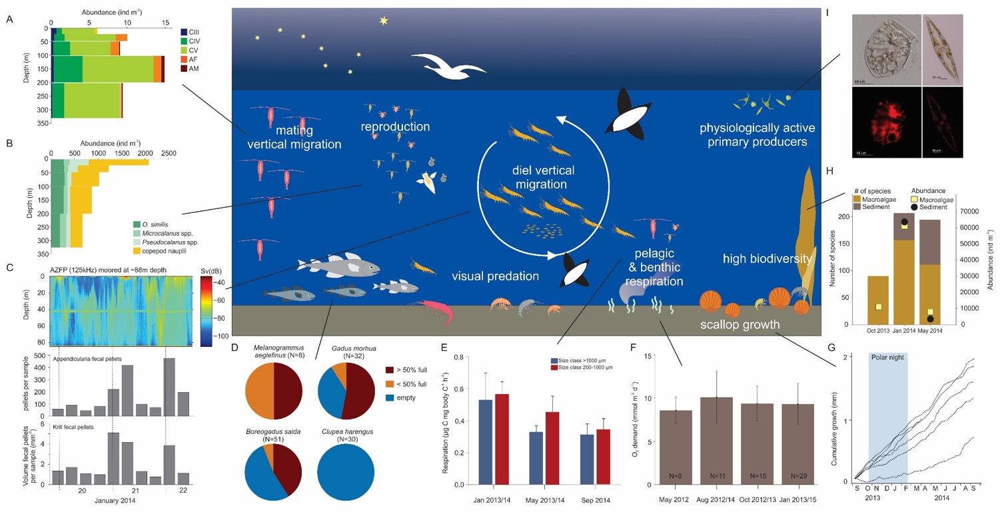 A
Abundance (ind m⁻³)
0 5 10 15
Depth (m)
0
50
100
150
200
250
300
350
CIII
CIV
CV
AF
AM
B
Abundance (ind m⁻³)
0 500 1000 1500 2000 2500
Depth (m)
0
50
100
150
200
250
300
350
O. similis
Microcalanus spp.
Pseudocalanus spp.
copepod nauplii
C
AZFP (125kHz) moored at ~88m depth
Sv(dB)
Depth (m)
0
20
40
60
80
−40
−60
−80
−100
Appendicularia fecal pellets
pellets per sample
500
400
300
200
100
0
Krill fecal pellets
Volume fecal pellets
per sample (mm⁻³)
6
4
2
0
20 21 22
January 2014
mating
vertical migration
reproduction
diel vertical
migration
physiologically active
primary producers
visual predation
pelagic
& benthic
respiration
high biodiversity
scallop growth
D
Melanogrammus
aeglefinus (N=8)
Gadus morhua
(N=32)
> 50% full
< 50% full
empty
Boreogadus saida
(N=51)
Clupea harengus
(N=30)
E
Size class >1000 µm
Size class 200-1000 µm
Respiration (µg C mg body C⁻¹ h⁻¹)
0.8
0.6
0.4
0.2
0.0
Jan 2013/14 May 2013/14 Sep 2014
F
O₂ demand (mmol m⁻² d⁻¹)
15
10
5
0
N=8 N=11 N=15 N=29
May 2012 Aug 2012/14 Oct 2012/13 Jan 2013/15
I
10 µm
10 µm
10 µm
10 µm
H
# of species
Macroalgae
Sediment
Abundance
Macroalgae
Sediment
Number of species
200
150
100
50
0
Abundance (ind m⁻²)
70000
60000
50000
40000
30000
20000
10000
0
Oct 2013 Jan 2014 May 2014
G
Polar night
Cumulative growth (mm)
2
1
0
S O N D J F M A M J J A S
2013 2014